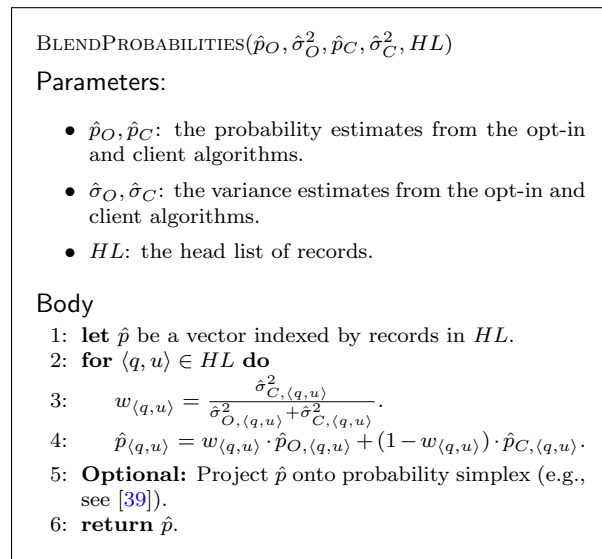 BLENDPROBABILITIES(p̂_O, σ̂²_O, p̂_C, σ̂²_C, HL)
Parameters:
• p̂_O, p̂_C: the probability estimates from the opt-in
and client algorithms.
• σ̂_O, σ̂_C: the variance estimates from the opt-in and
client algorithms.
• HL: the head list of records.
Body
1: let p̂ be a vector indexed by records in HL.
2: for ⟨q, u⟩ ∈ HL do
3: w_⟨q,u⟩ = σ̂²_C,⟨q,u⟩ / (σ̂²_O,⟨q,u⟩ + σ̂²_C,⟨q,u⟩).
4: p̂_⟨q,u⟩ = w_⟨q,u⟩ · p̂_O,⟨q,u⟩ + (1 − w_⟨q,u⟩) · p̂_C,⟨q,u⟩.
5: Optional: Project p̂ onto probability simplex (e.g.,
see [39]).
6: return p̂.